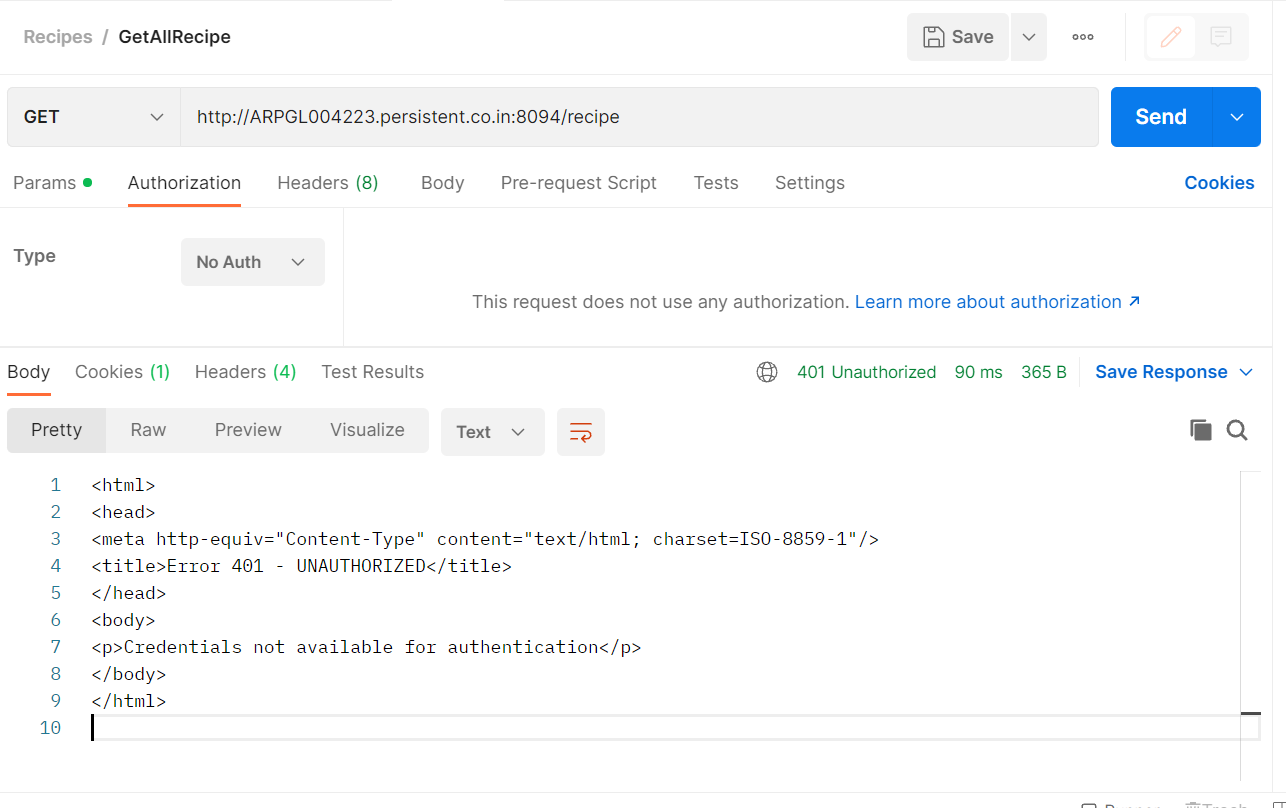 Recipes / GetAllRecipe
Save
GET
http://ARPGL004223.persistent.co.in:8094/recipe
Send
Params Authorization Headers (8) Body Pre-request Script Tests Settings Cookies
Type No Auth
This request does not use any authorization. Learn more about authorization ↗
Body Cookies (1) Headers (4) Test Results 401 Unauthorized 90 ms 365 B Save Response
Pretty Raw Preview Visualize Text
1 <html>
2 <head>
3 <meta http-equiv="Content-Type" content="text/html; charset=ISO-8859-1"/>
4 <title>Error 401 - UNAUTHORIZED</title>
5 </head>
6 <body>
7 <p>Credentials not available for authentication</p>
8 </body>
9 </html>
10